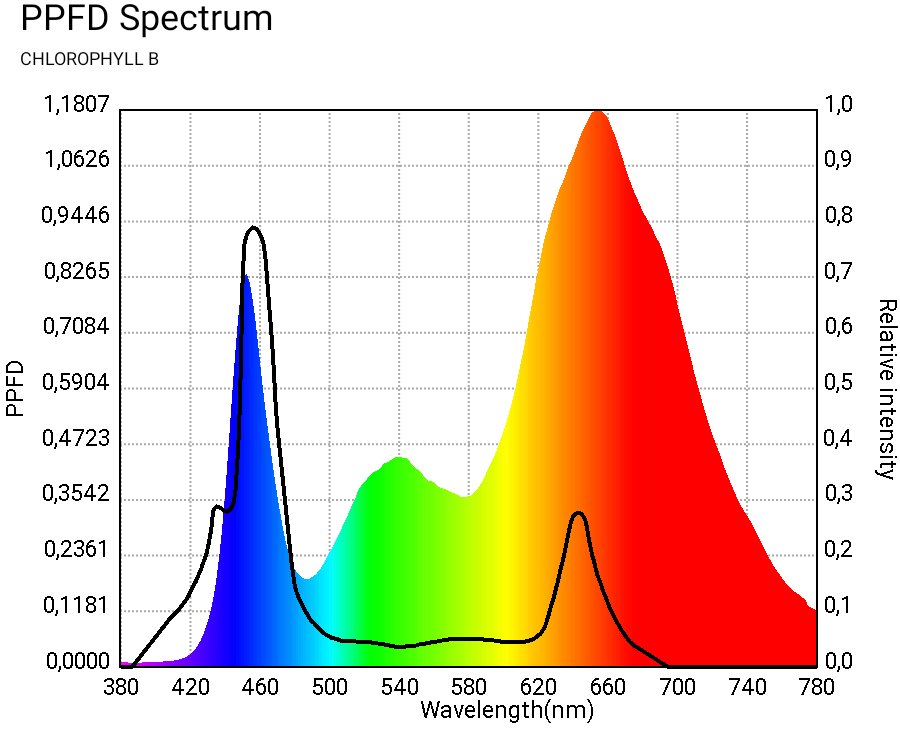 PPFD Spectrum
CHLOROPHYLL B
1,1807 1,0
1,0626 0,9
0,9446 0,8
0,8265 0,7
0,7084 0,6
0,5904 0,5
0,4723 0,4
0,3542 0,3
0,2361 0,2
0,1181 0,1
0,0000 0,0
PPFD
Relative intensity
380 420 460 500 540 580 620 660 700 740 780
Wavelength(nm)